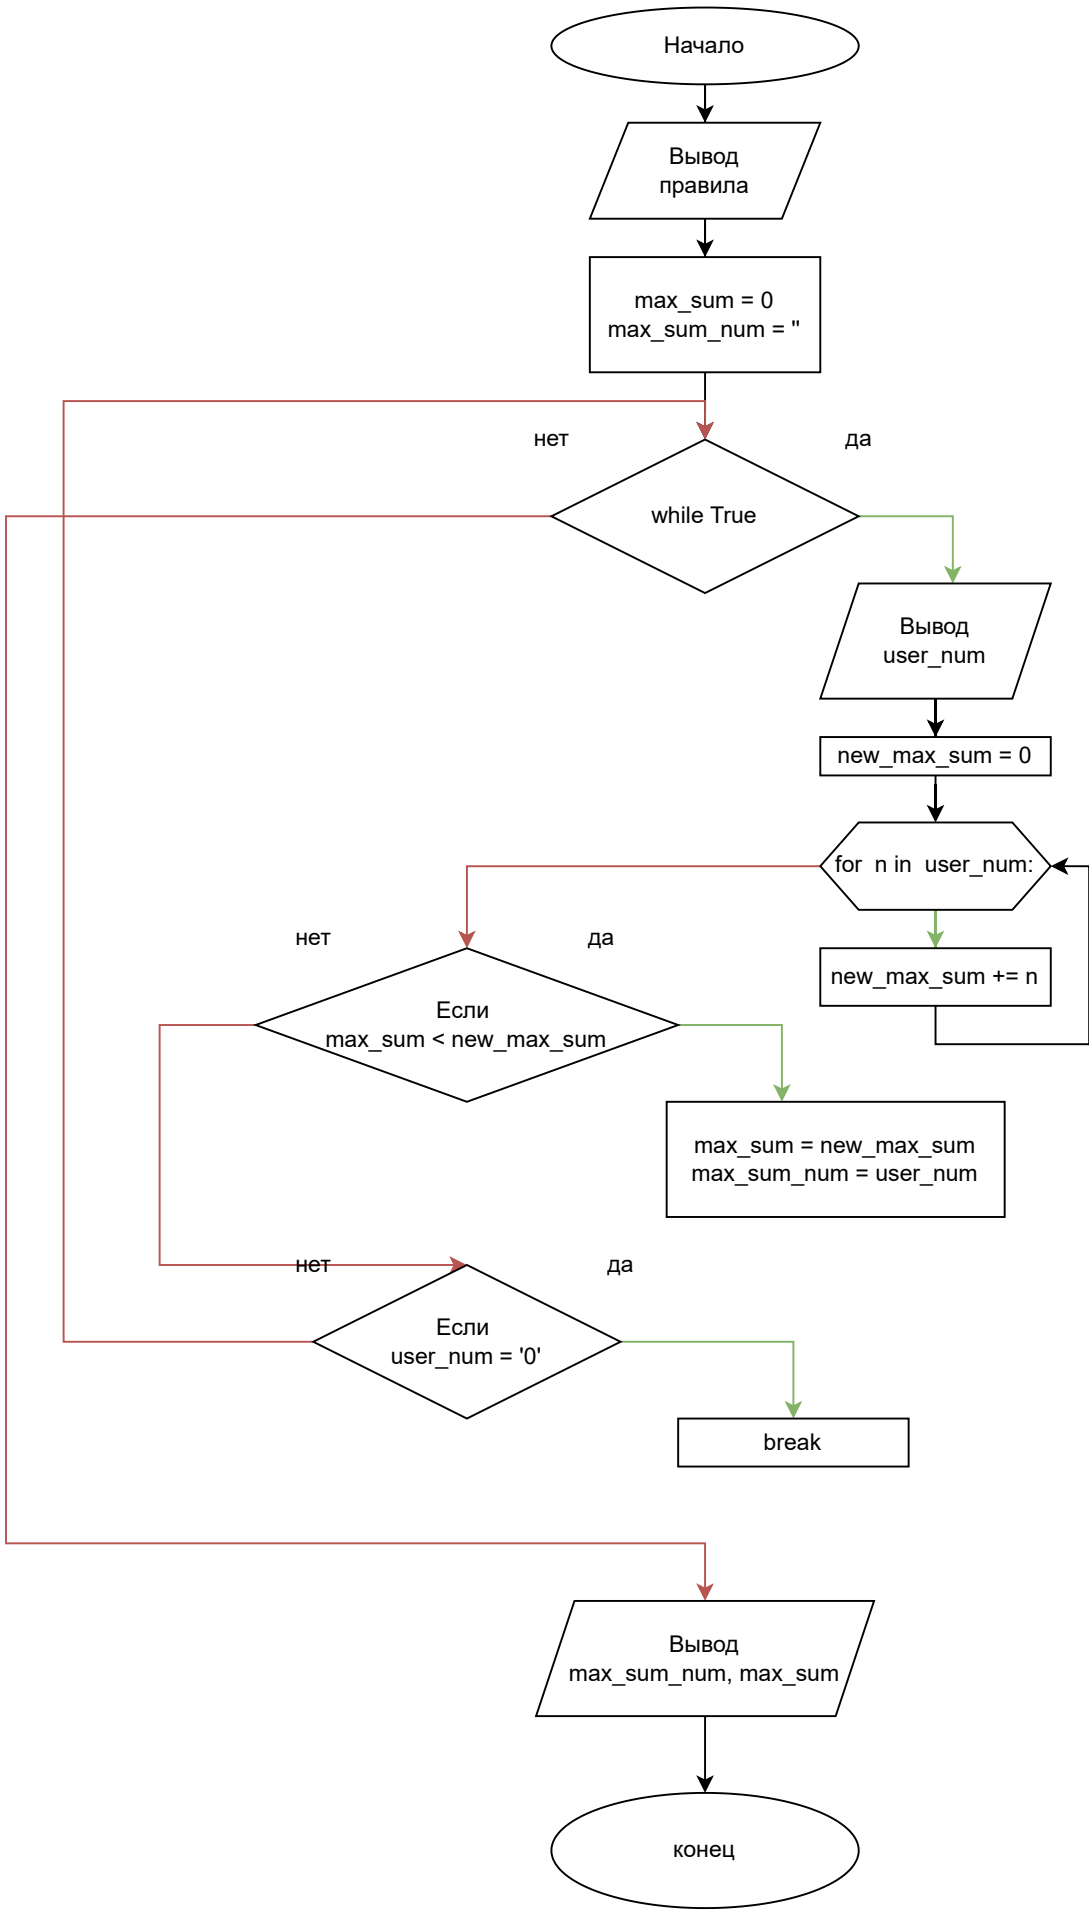 Начало
Вывод
правила
max_sum = 0
max_sum_num = ''
нет
да
while True
Вывод
user_num
new_max_sum = 0
for n in user_num:
нет
да
new_max_sum += n
Если
max_sum < new_max_sum
max_sum = new_max_sum
max_sum_num = user_num
нет
да
Если
user_num = '0'
break
Вывод
max_sum_num, max_sum
конец